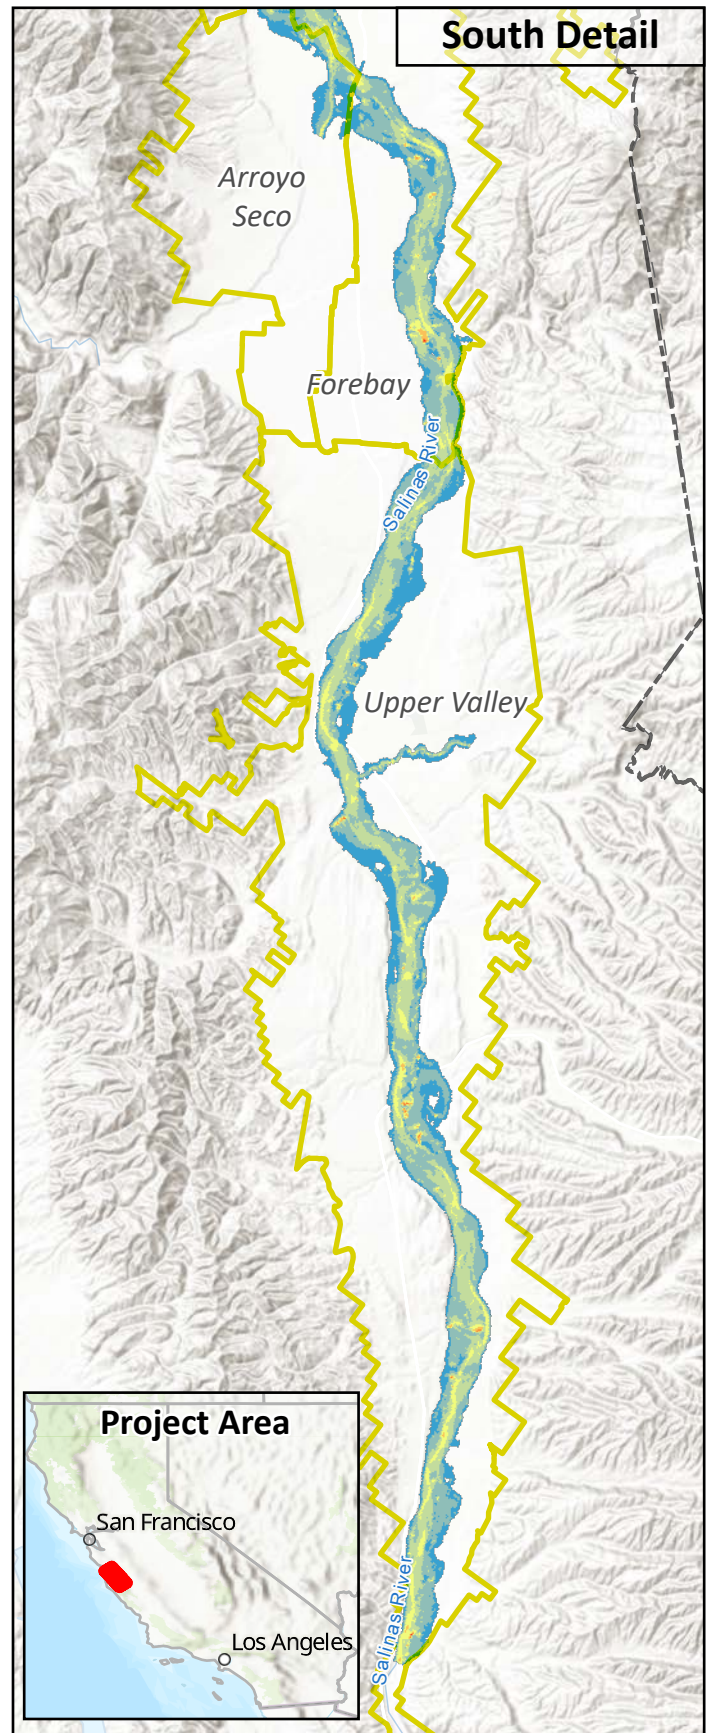 South Detail
Arroyo
Seco
Forebay
Salinas River
Upper Valley
Project Area
San Francisco
Los Angeles
Salinas River